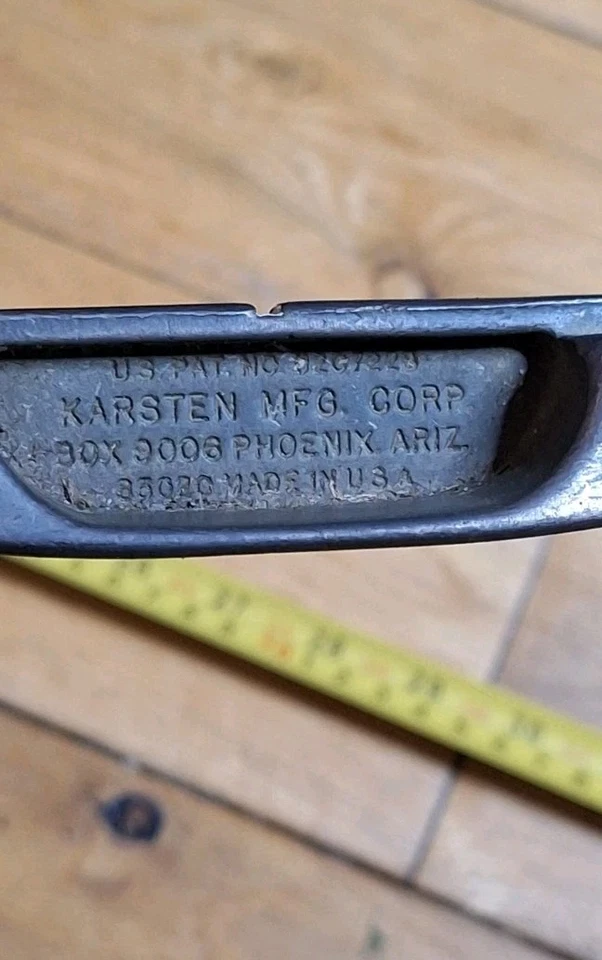 U.S. PAT. NO.
KARSTEN MFG. CORP
BOX 9006 PHOENIX ARIZ.
85020 MADE IN U S A